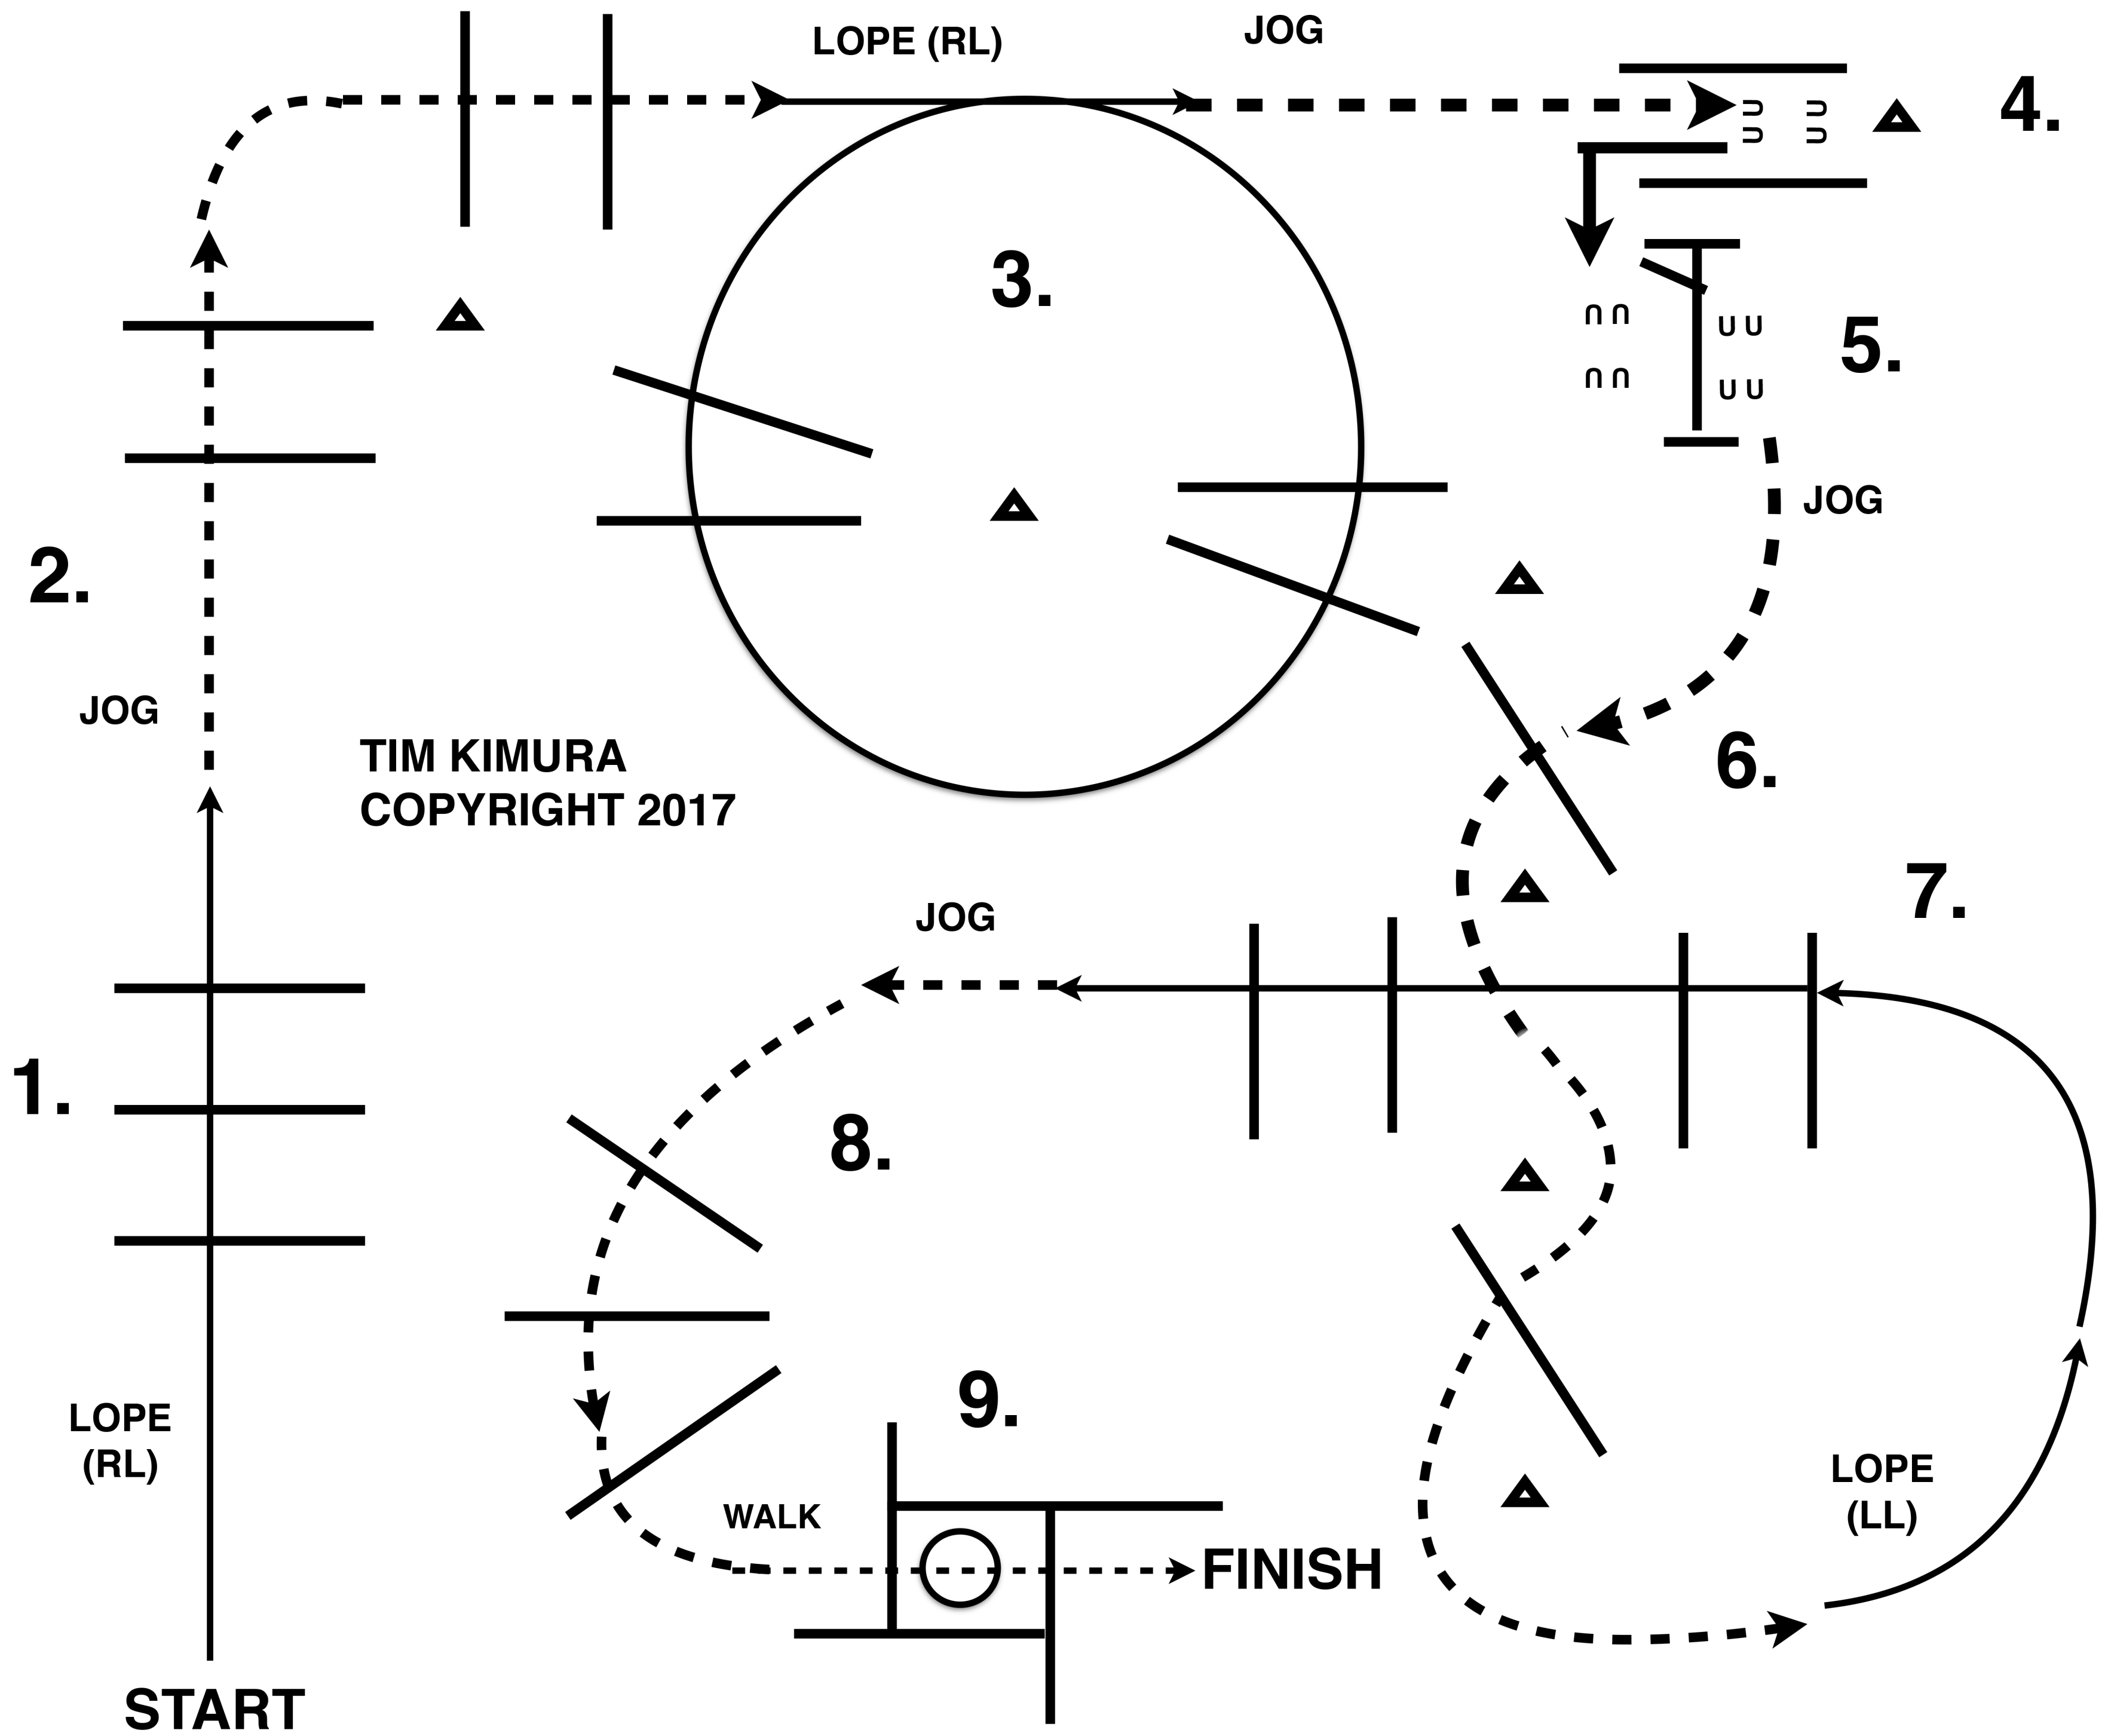 LOPE (RL)
JOG
4.
3.
5.
JOG
2.
JOG
TIM KIMURA
COPYRIGHT 2017
6.
7.
JOG
1.
8.
9.
LOPE
(RL)
LOPE
(LL)
WALK
FINISH
START